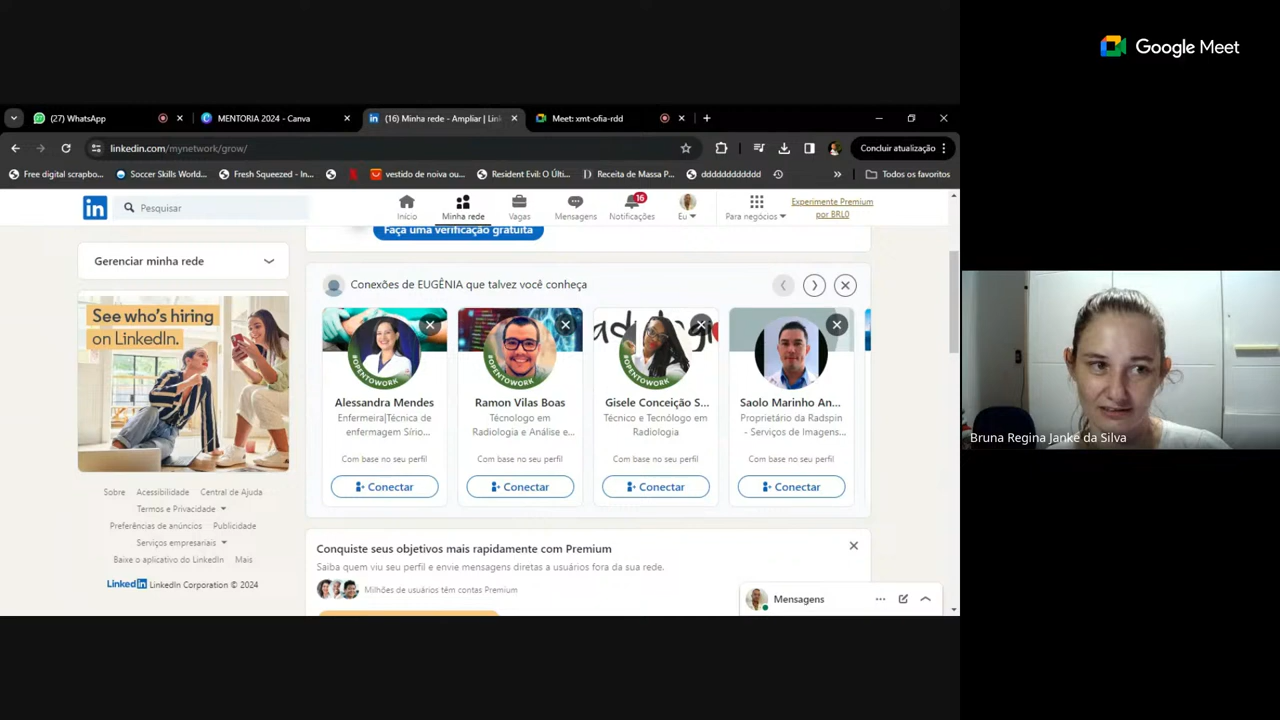 Google Meet
(27) WhatsApp
MENTORIA 2024 - Canva
(16) Minha rede - Ampliar | Link
Meet: xmt-ofia-rdd
linkedin.com/mynetwork/grow/
Concluir atualização
Free digital scrapbo...
Soccer Skills World...
Fresh Squeezed - In...
vestido de noiva ou...
Resident Evil: O Últi...
Receita de Massa P...
dddddddddddd
Todos os favoritos
in
Pesquisar
Início
Minha rede
Vagas
Mensagens
16
Notificações
Eu
Para negócios
Experimente Premium
por BRL0
Faça uma verificação gratuita
Gerenciar minha rede
See who's hiring
on LinkedIn.
Conexões de EUGÊNIA que talvez você conheça
#OPENTOWORK
Alessandra Mendes
Enfermeira|Técnica de
enfermagem Sírio...
Com base no seu perfil
Conectar
#OPENTOWORK
Ramon Vilas Boas
Técnologo em
Radiologia e Análise e...
Com base no seu perfil
Conectar
#OPENTOWORK
Gisele Conceição S...
Técnico e Tecnólogo em
Radiologia
Com base no seu perfil
Conectar
Saolo Marinho An...
Proprietário da Radspin
- Serviços de Imagens...
Com base no seu perfil
Conectar
Sobre Acessibilidade Central de Ajuda
Termos e Privacidade
Preferências de anúncios Publicidade
Serviços empresariais
Baixe o aplicativo do LinkedIn Mais
Linkedin LinkedIn Corporation © 2024
Conquiste seus objetivos mais rapidamente com Premium
Saiba quem viu seu perfil e envie mensagens diretas a usuários fora da sua rede.
Milhões de usuários têm contas Premium
Mensagens
Bruna Regina Janke da Silva